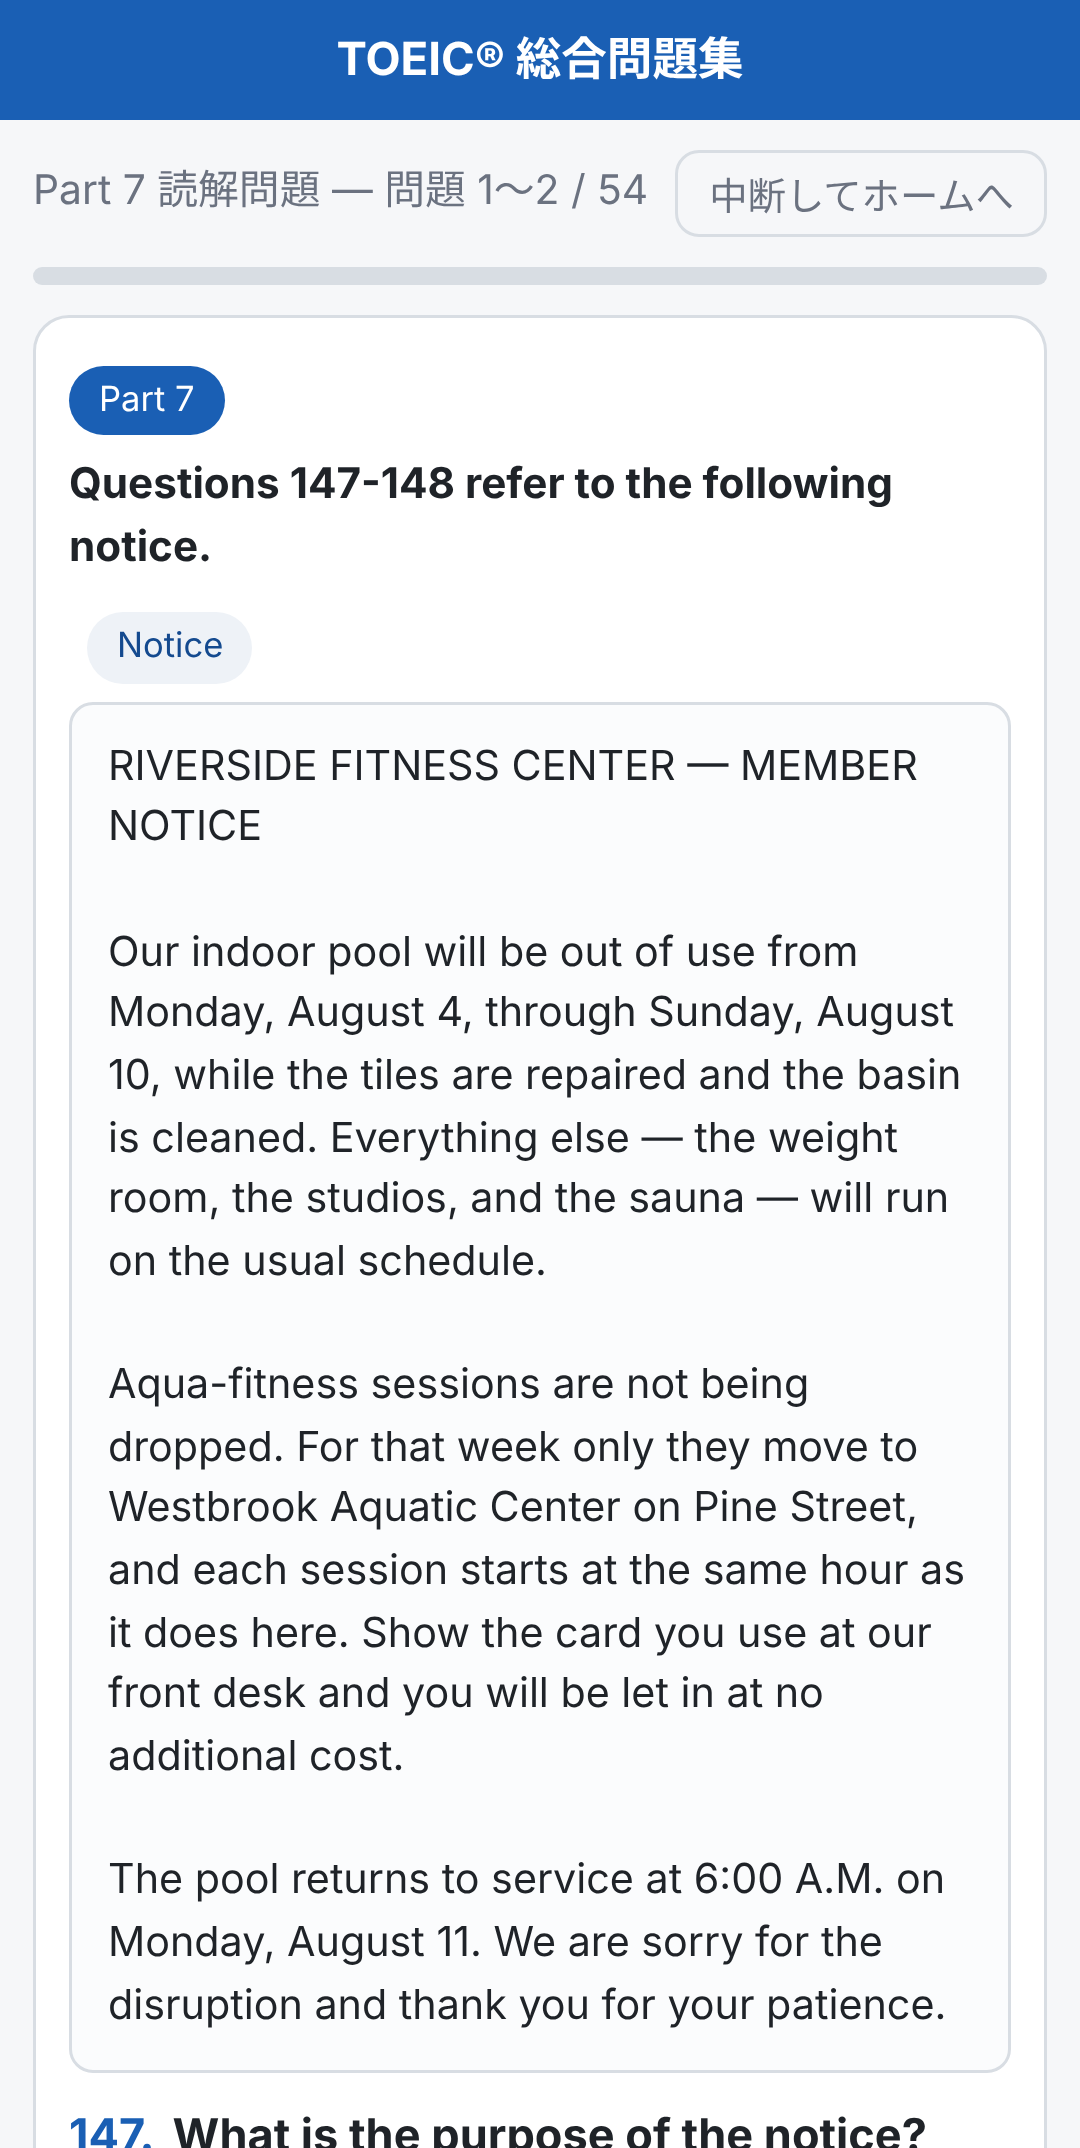 TOEIC® 総合問題集
Part 7 読解問題 — 問題 1〜2 / 54
中断してホームへ
Part 7
Questions 147-148 refer to the following
notice.
Notice
RIVERSIDE FITNESS CENTER — MEMBER
NOTICE
Our indoor pool will be out of use from
Monday, August 4, through Sunday, August
10, while the tiles are repaired and the basin
is cleaned. Everything else — the weight
room, the studios, and the sauna — will run
on the usual schedule.
Aqua-fitness sessions are not being
dropped. For that week only they move to
Westbrook Aquatic Center on Pine Street,
and each session starts at the same hour as
it does here. Show the card you use at our
front desk and you will be let in at no
additional cost.
The pool returns to service at 6:00 A.M. on
Monday, August 11. We are sorry for the
disruption and thank you for your patience.
147. What is the purpose of the notice?